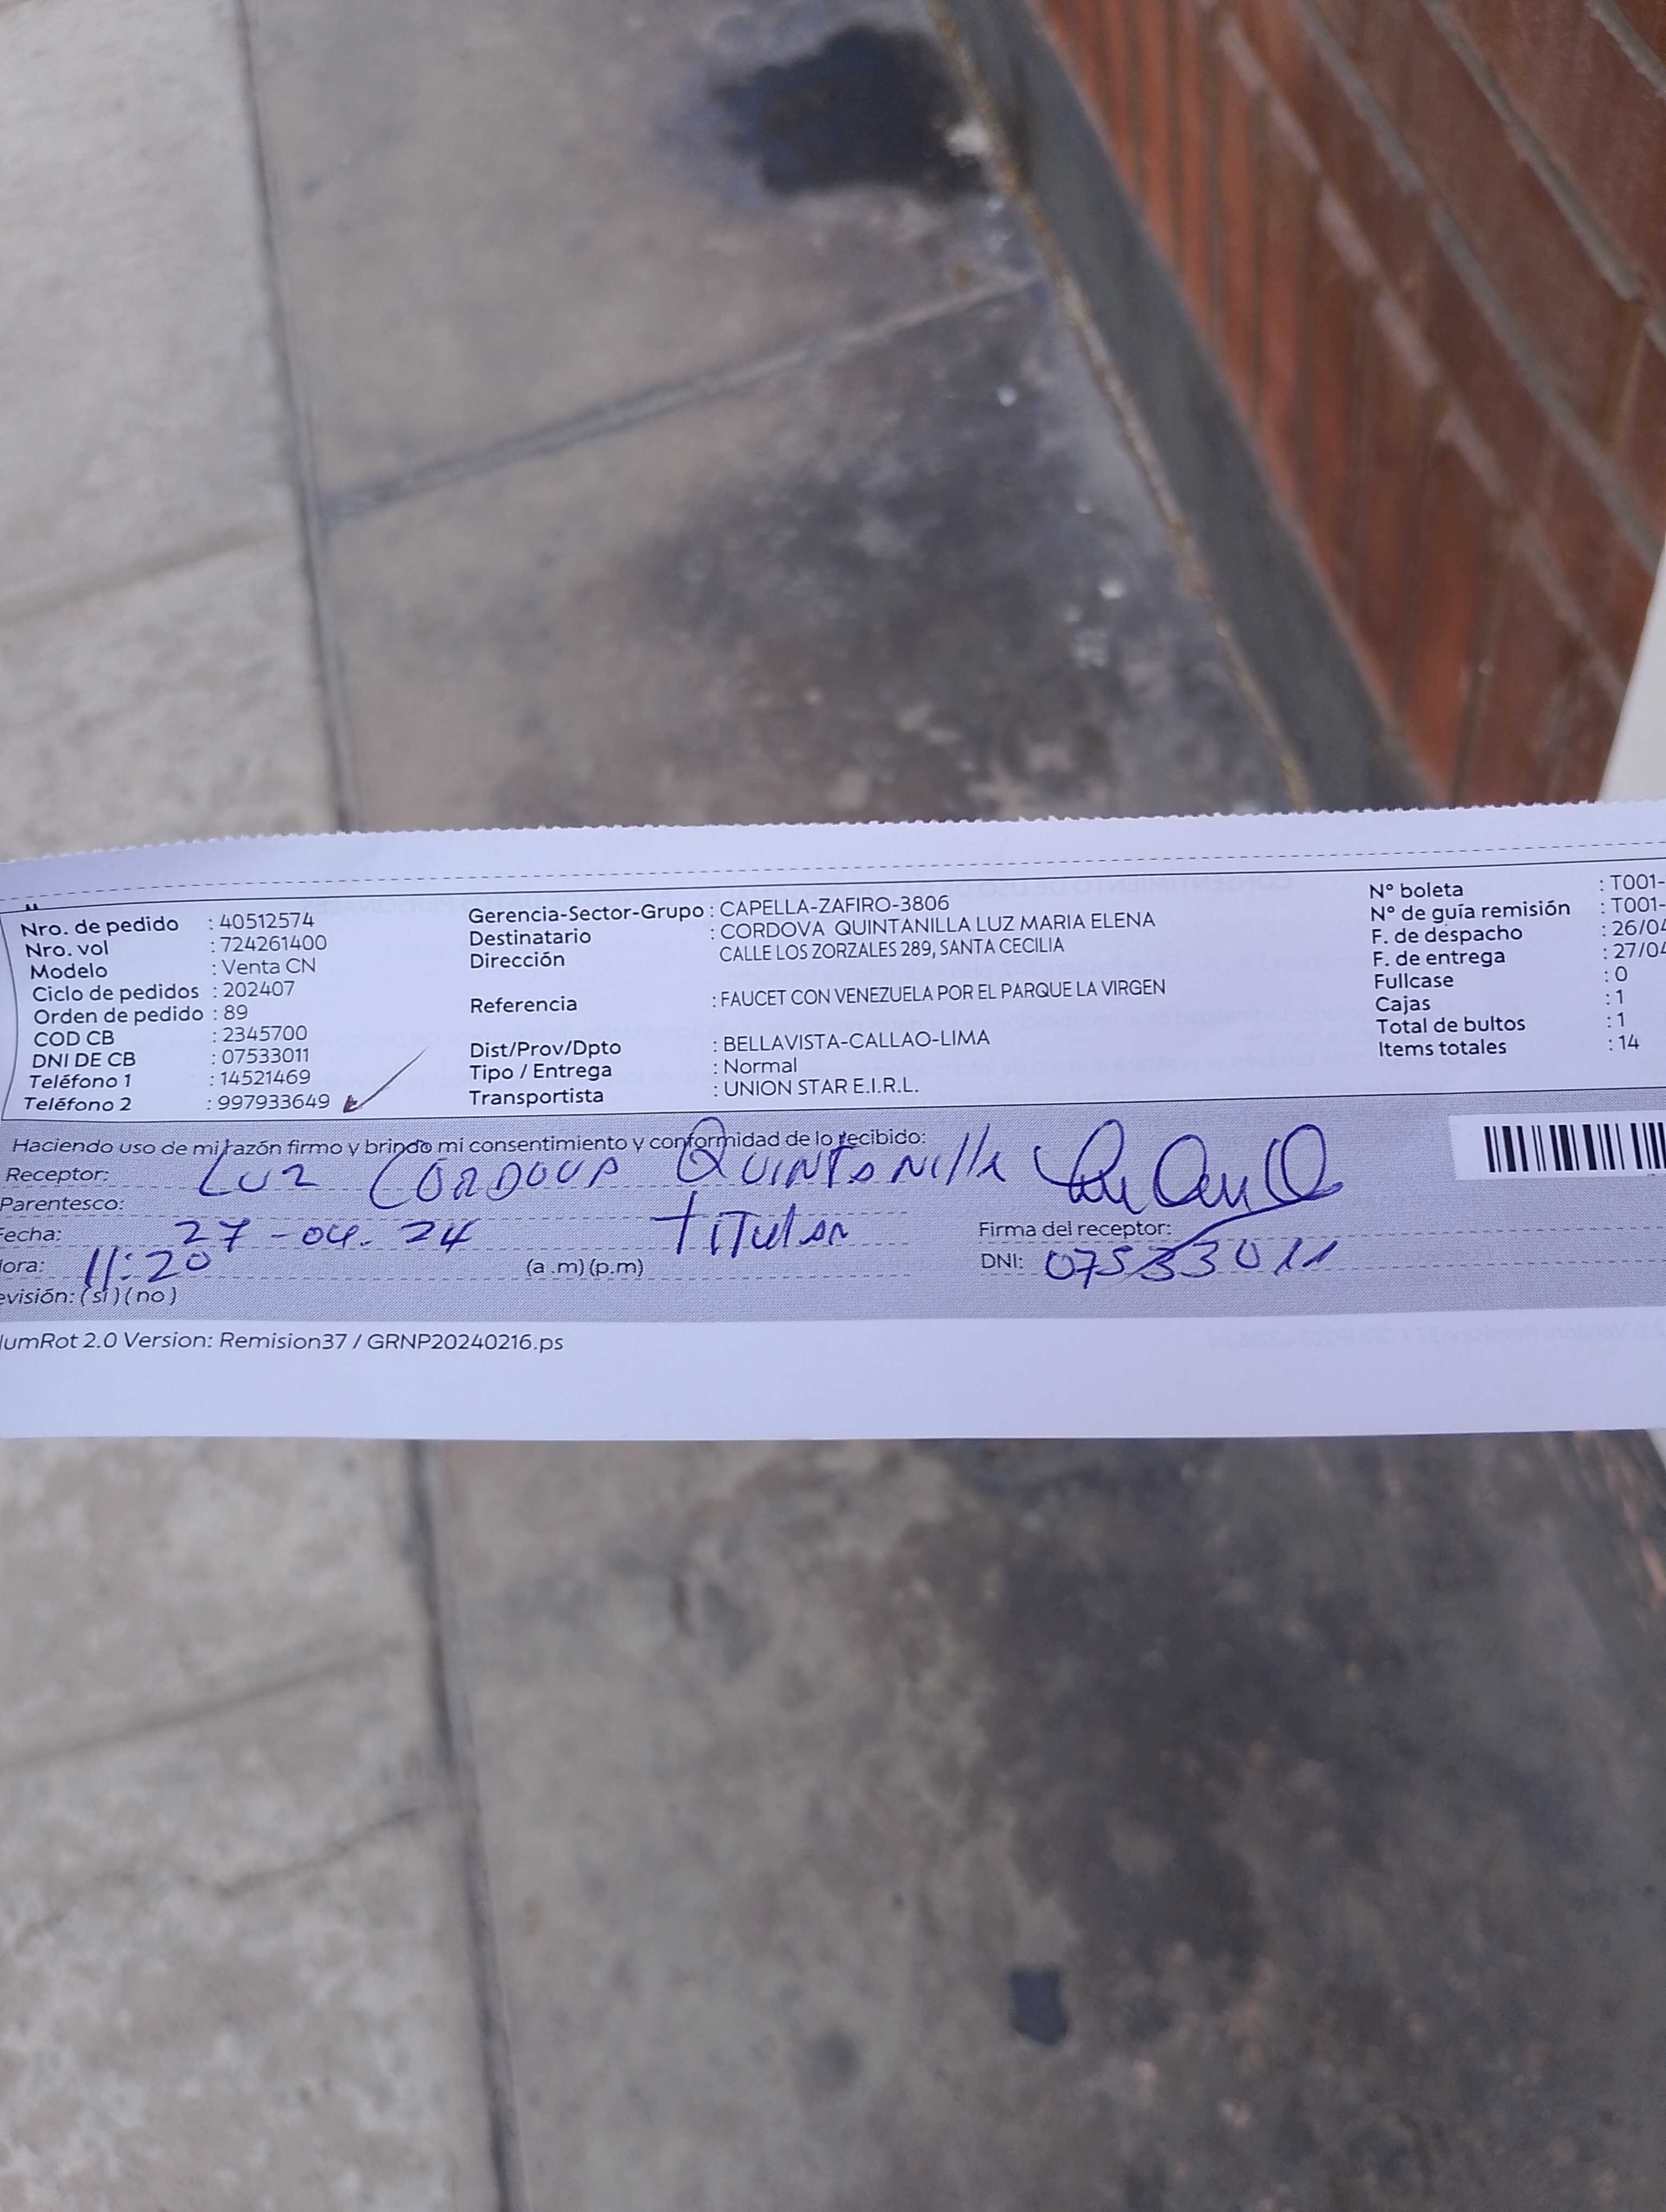 Nro. de pedido : 40512574
Nro. vol : 724261400
Modelo : Venta CN
Ciclo de pedidos : 202407
Orden de pedido : 89
COD CB : 2345700
DNI DE CB : 07533011
Teléfono 1 : 14521469
Teléfono 2 : 997933649
Gerencia-Sector-Grupo : CAPELLA-ZAFIRO-3806
Destinatario : CORDOVA QUINTANILLA LUZ MARIA ELENA
Dirección CALLE LOS ZORZALES 289, SANTA CECILIA
Referencia : FAUCET CON VENEZUELA POR EL PARQUE LA VIRGEN
Dist/Prov/Dpto : BELLAVISTA-CALLAO-LIMA
Tipo / Entrega : Normal
Transportista : UNION STAR E.I.R.L.
N° boleta : T001-
N° de guía remisión : T001-
F. de despacho : 26/04
F. de entrega : 27/04
Fullcase : 0
Cajas : 1
Total de bultos : 1
Items totales : 14
Haciendo uso de mi razón firmo y brindo mi consentimiento y conformidad de lo recibido:
Receptor: Luz CORDOVA QUINTANILLA
Parentesco: TITULAR
Fecha: 27-04-24
Firma del receptor:
Hora: 11:20 (a .m) (p.m)
DNI: 07533011
evisión: (si) (no)
umRot 2.0 Version: Remision37 / GRNP20240216.ps